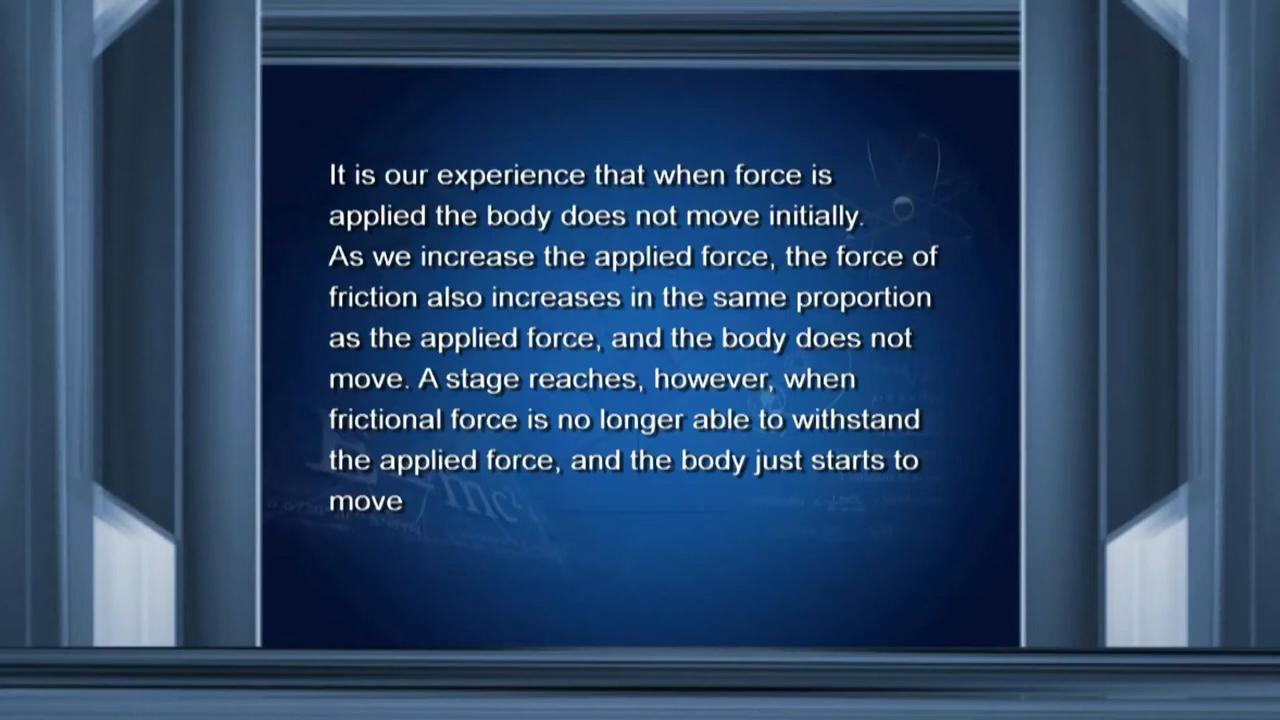 It is our experience that when force is
applied the body does not move initially.
As we increase the applied force, the force of
friction also increases in the same proportion
as the applied force, and the body does not
move. A stage reaches, however, when
frictional force is no longer able to withstand
the applied force, and the body just starts to
move